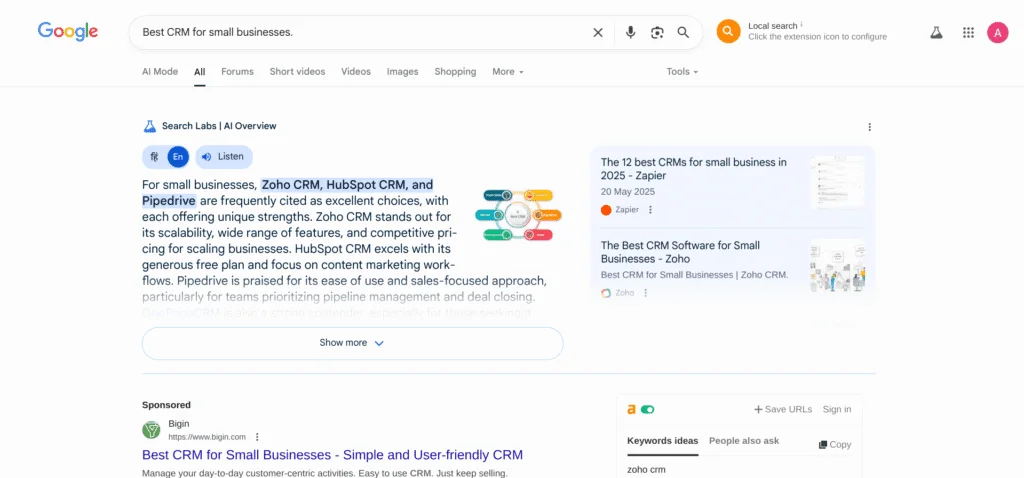 Google
Best CRM for small businesses.
Local search i
Click the extension icon to configure
A
AI Mode
All
Forums
Short videos
Videos
Images
Shopping
More
Tools
Search Labs | AI Overview
हिं
En
Listen
For small businesses, Zoho CRM, HubSpot CRM, and
Pipedrive are frequently cited as excellent choices, with
each offering unique strengths. Zoho CRM stands out for
its scalability, wide range of features, and competitive pri-
cing for scaling businesses. HubSpot CRM excels with its
generous free plan and focus on content marketing work-
flows. Pipedrive is praised for its ease of use and sales-focused approach,
particularly for teams prioritizing pipeline management and deal closing.
Show more
The 12 best CRMs for small business in
2025 - Zapier
20 May 2025
Zapier
The Best CRM Software for Small
Businesses - Zoho
Best CRM for Small Businesses | Zoho CRM.
Zoho
Sponsored
Bigin
https://www.bigin.com
Best CRM for Small Businesses - Simple and User-friendly CRM
Manage your day-to-day customer-centric activities. Easy to use CRM. Just keep selling.
a
Save URLs
Sign in
Keywords ideas
People also ask
Copy
zoho crm